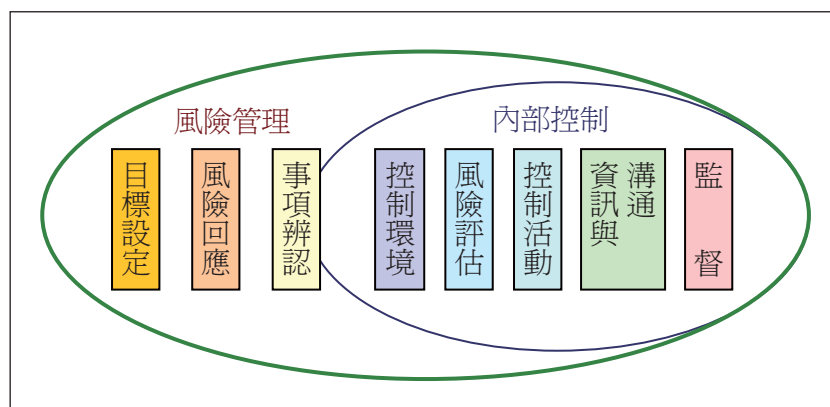 風險管理
內部控制
目標設定
風險回應
事項辨認
控制環境
風險評估
控制活動
資訊與
溝通
監督